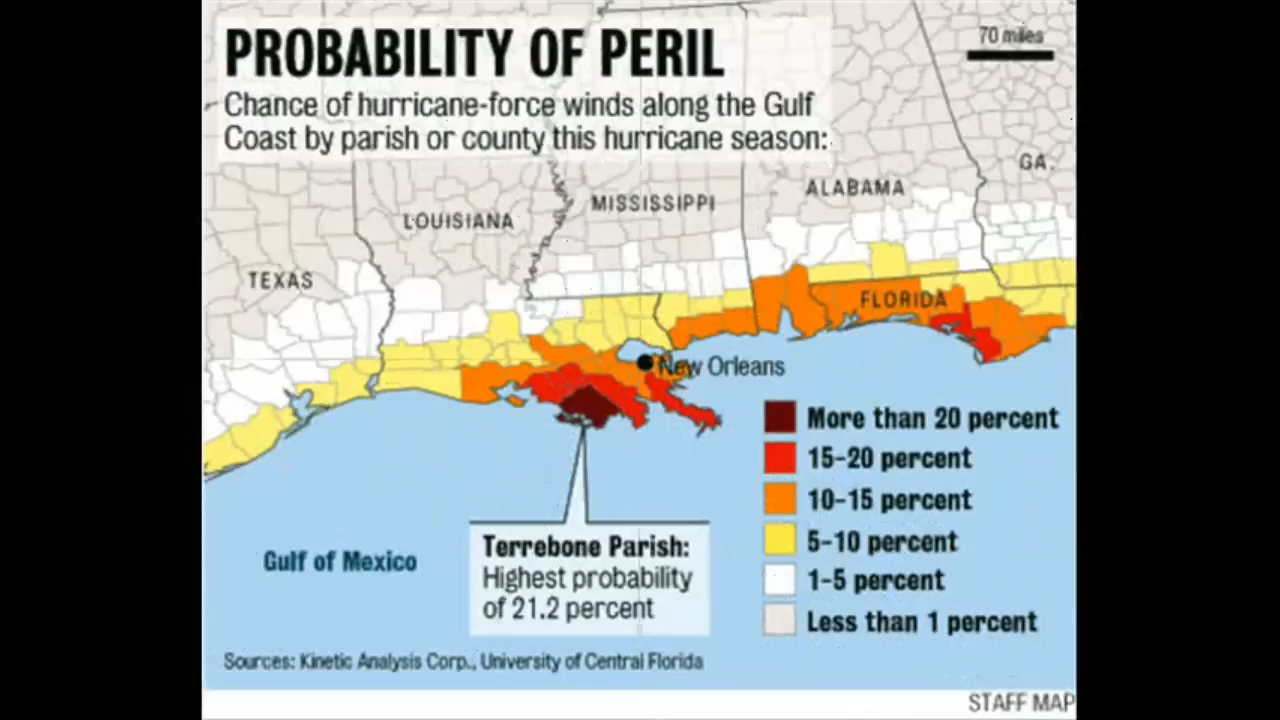 PROBABILITY OF PERIL
Chance of hurricane-force winds along the Gulf
Coast by parish or county this hurricane season:
70 miles
GA.
ALABAMA
MISSISSIPPI
LOUISIANA
TEXAS
FLORIDA
New Orleans
More than 20 percent
15-20 percent
10-15 percent
5-10 percent
1-5 percent
Less than 1 percent
Gulf of Mexico
Terrebone Parish:
Highest probability
of 21.2 percent
Sources: Kinetic Analysis Corp., University of Central Florida
STAFF MAP